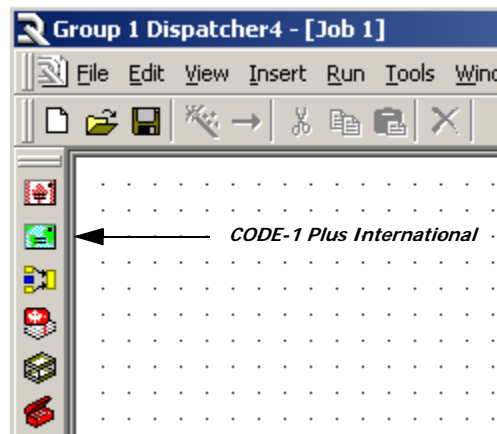 Group 1 Dispatcher4 - [Job 1]
File Edit View Insert Run Tools
CODE-1 Plus International